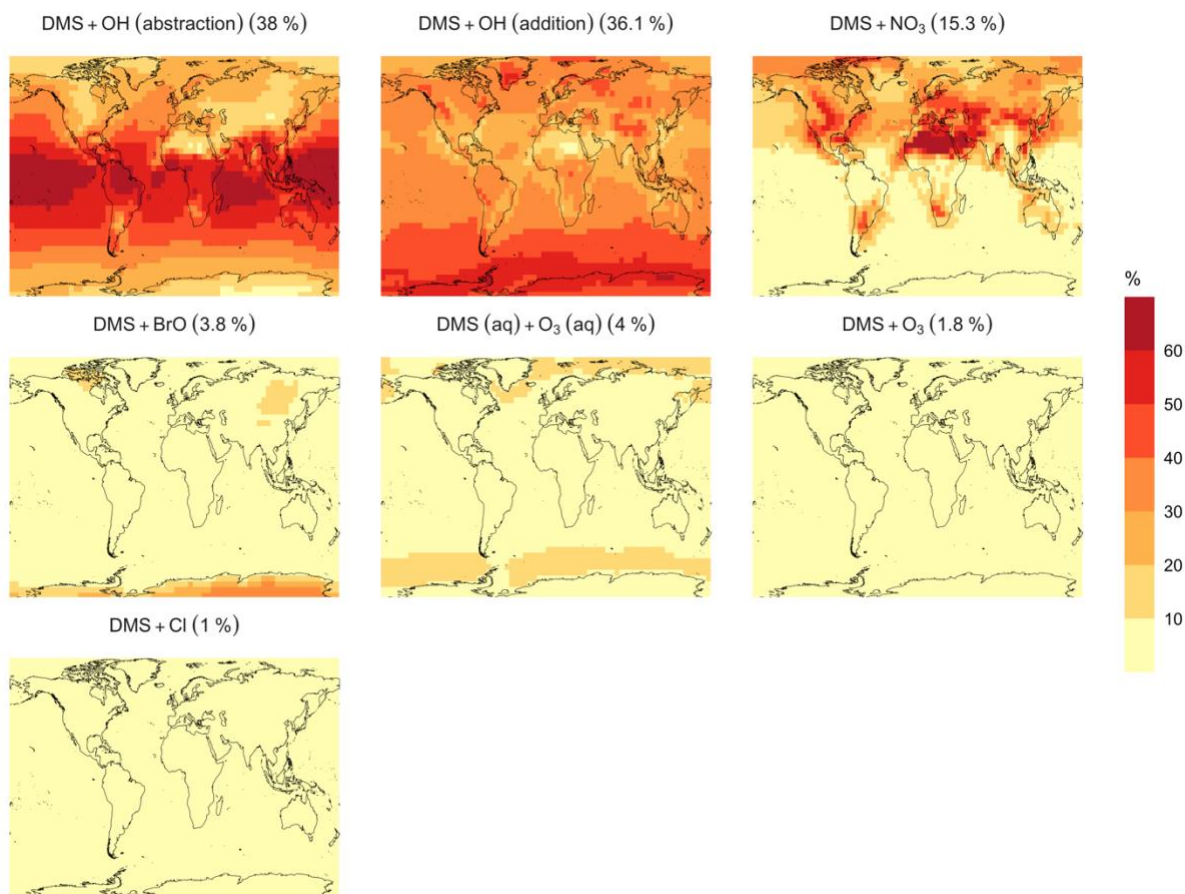 DMS + OH (abstraction) (38 %)
DMS + OH (addition) (36.1 %)
DMS + NO₃ (15.3 %)
DMS + BrO (3.8 %)
DMS (aq) + O₃ (aq) (4 %)
DMS + O₃ (1.8 %)
DMS + Cl (1 %)
%
60
50
40
30
20
10